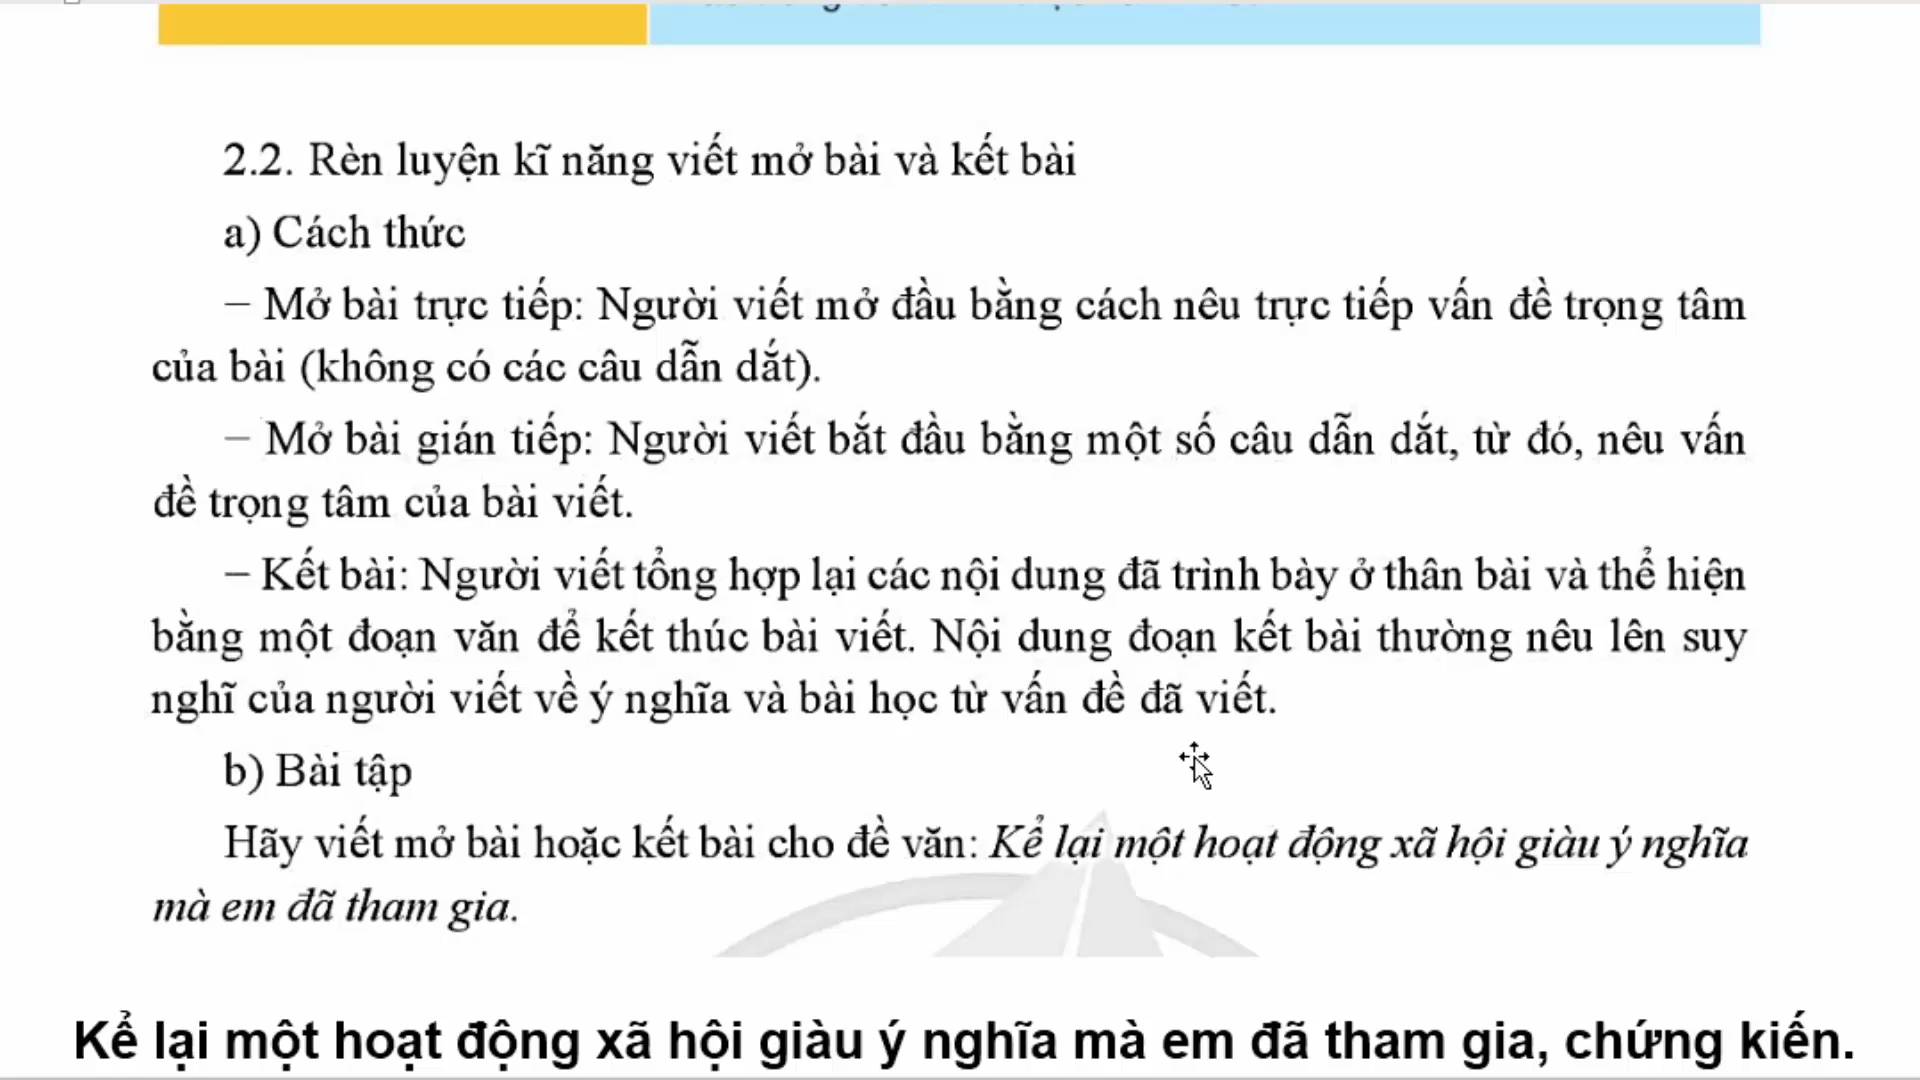 2.2. Rèn luyện kĩ năng viết mở bài và kết bài
a) Cách thức
– Mở bài trực tiếp: Người viết mở đầu bằng cách nêu trực tiếp vấn đề trọng tâm
của bài (không có các câu dẫn dắt).
– Mở bài gián tiếp: Người viết bắt đầu bằng một số câu dẫn dắt, từ đó, nêu vấn
đề trọng tâm của bài viết.
– Kết bài: Người viết tổng hợp lại các nội dung đã trình bày ở thân bài và thể hiện
bằng một đoạn văn để kết thúc bài viết. Nội dung đoạn kết bài thường nêu lên suy
nghĩ của người viết về ý nghĩa và bài học từ vấn đề đã viết.
b) Bài tập
Hãy viết mở bài hoặc kết bài cho đề văn: Kể lại một hoạt động xã hội giàu ý nghĩa
mà em đã tham gia.
Kể lại một hoạt động xã hội giàu ý nghĩa mà em đã tham gia, chứng kiến.